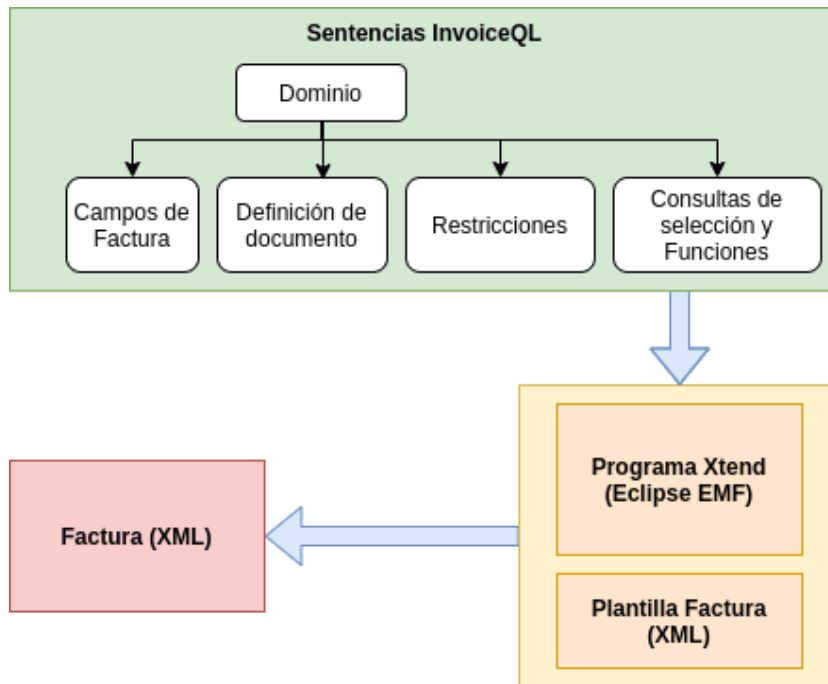 Sentencias InvoiceQL
Dominio
Campos de
Factura
Definición de
documento
Restricciones
Consultas de
selección y
Funciones
Programa Xtend
(Eclipse EMF)
Factura (XML)
Plantilla Factura
(XML)